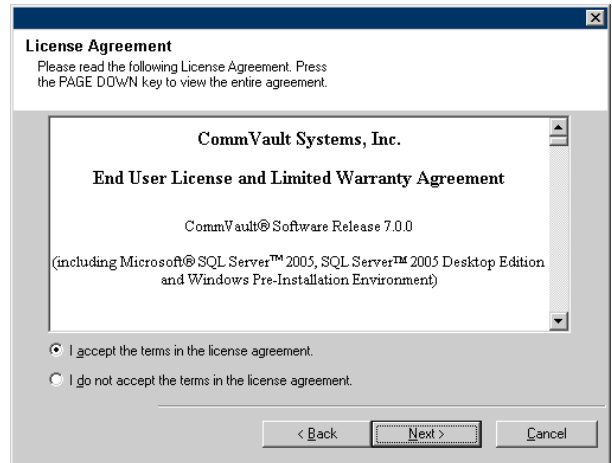 License Agreement
Please read the following License Agreement. Press
the PAGE DOWN key to view the entire agreement.
CommVault Systems, Inc.
End User License and Limited Warranty Agreement
CommVault® Software Release 7.0.0
(including Microsoft® SQL Server™ 2005, SQL Server™ 2005 Desktop Edition
and Windows Pre-Installation Environment)
I accept the terms in the license agreement.
I do not accept the terms in the license agreement.
< Back Next > Cancel